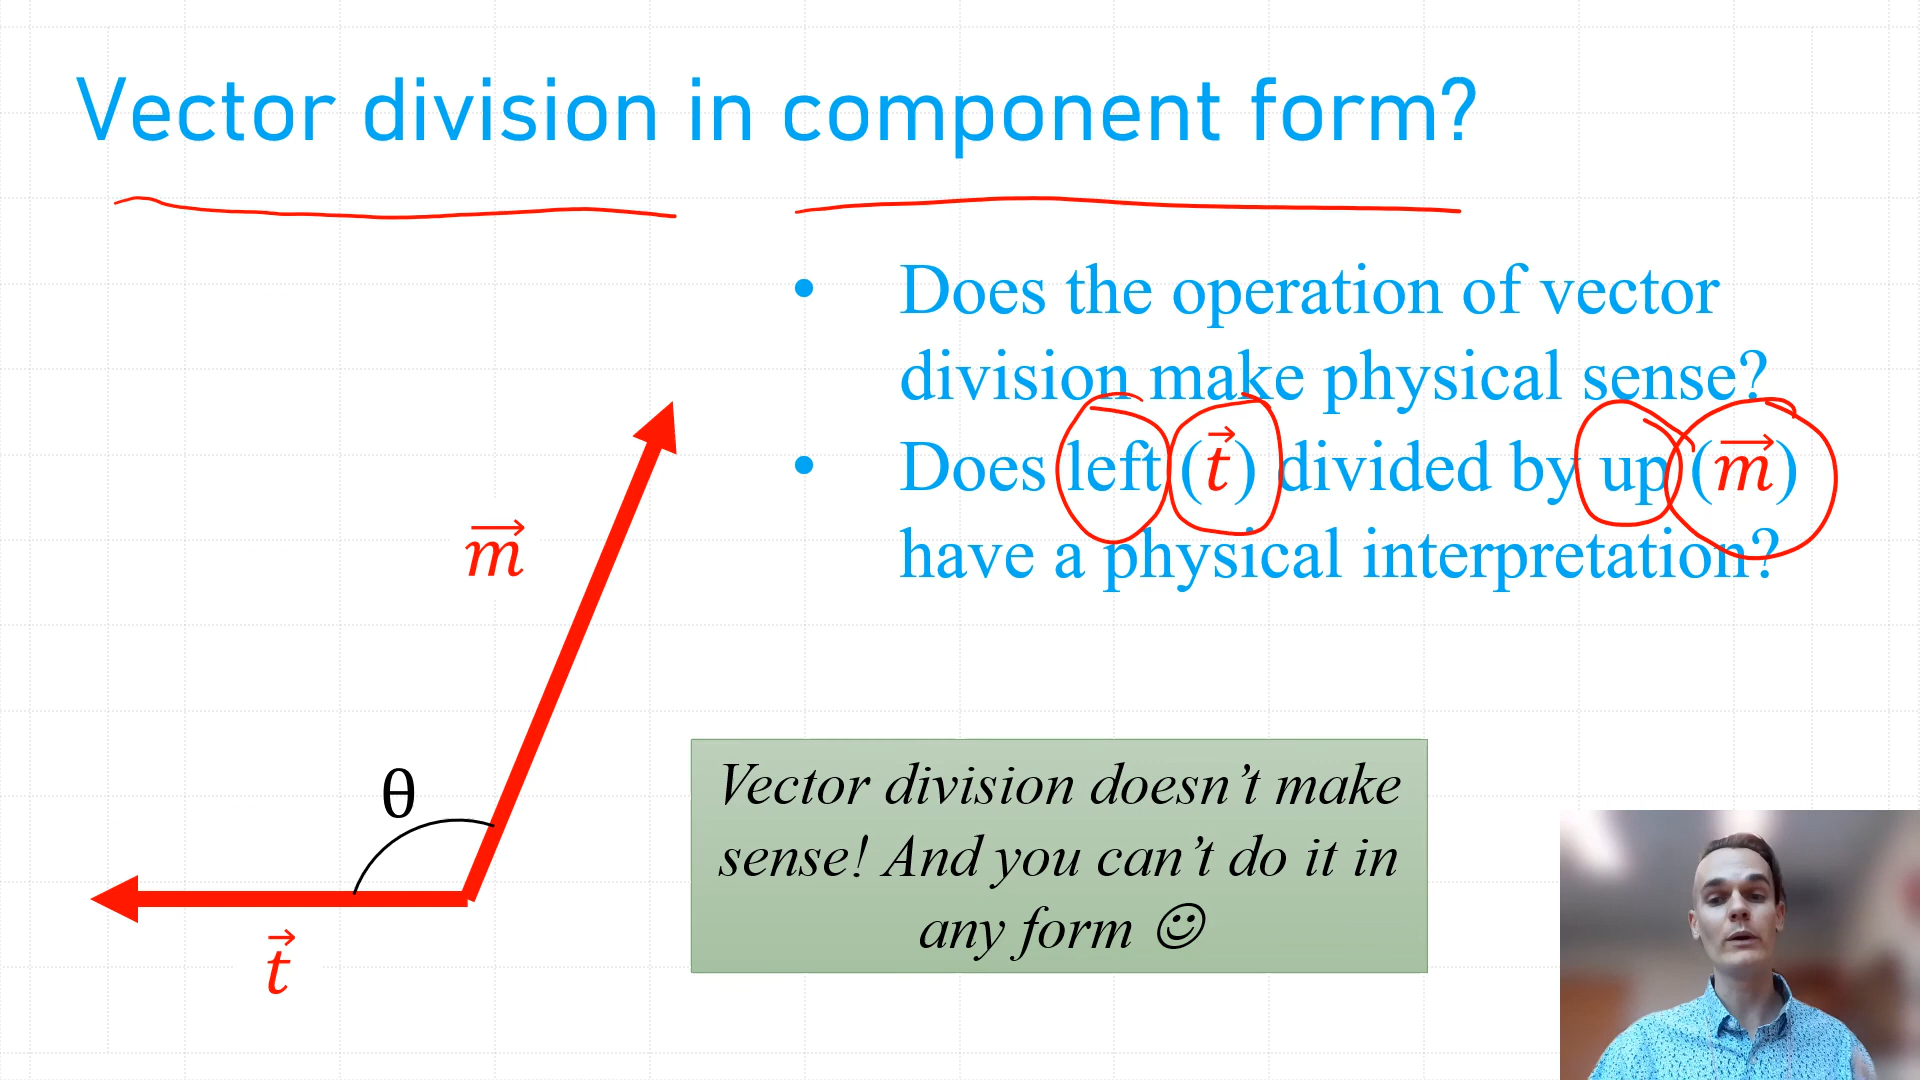 Vector division in component form?
• Does the operation of vector
division make physical sense?
• Does left (t⃗) divided by up (m⃗)
have a physical interpretation?
m⃗
θ
t⃗
Vector division doesn’t make
sense! And you can’t do it in
any form ☺